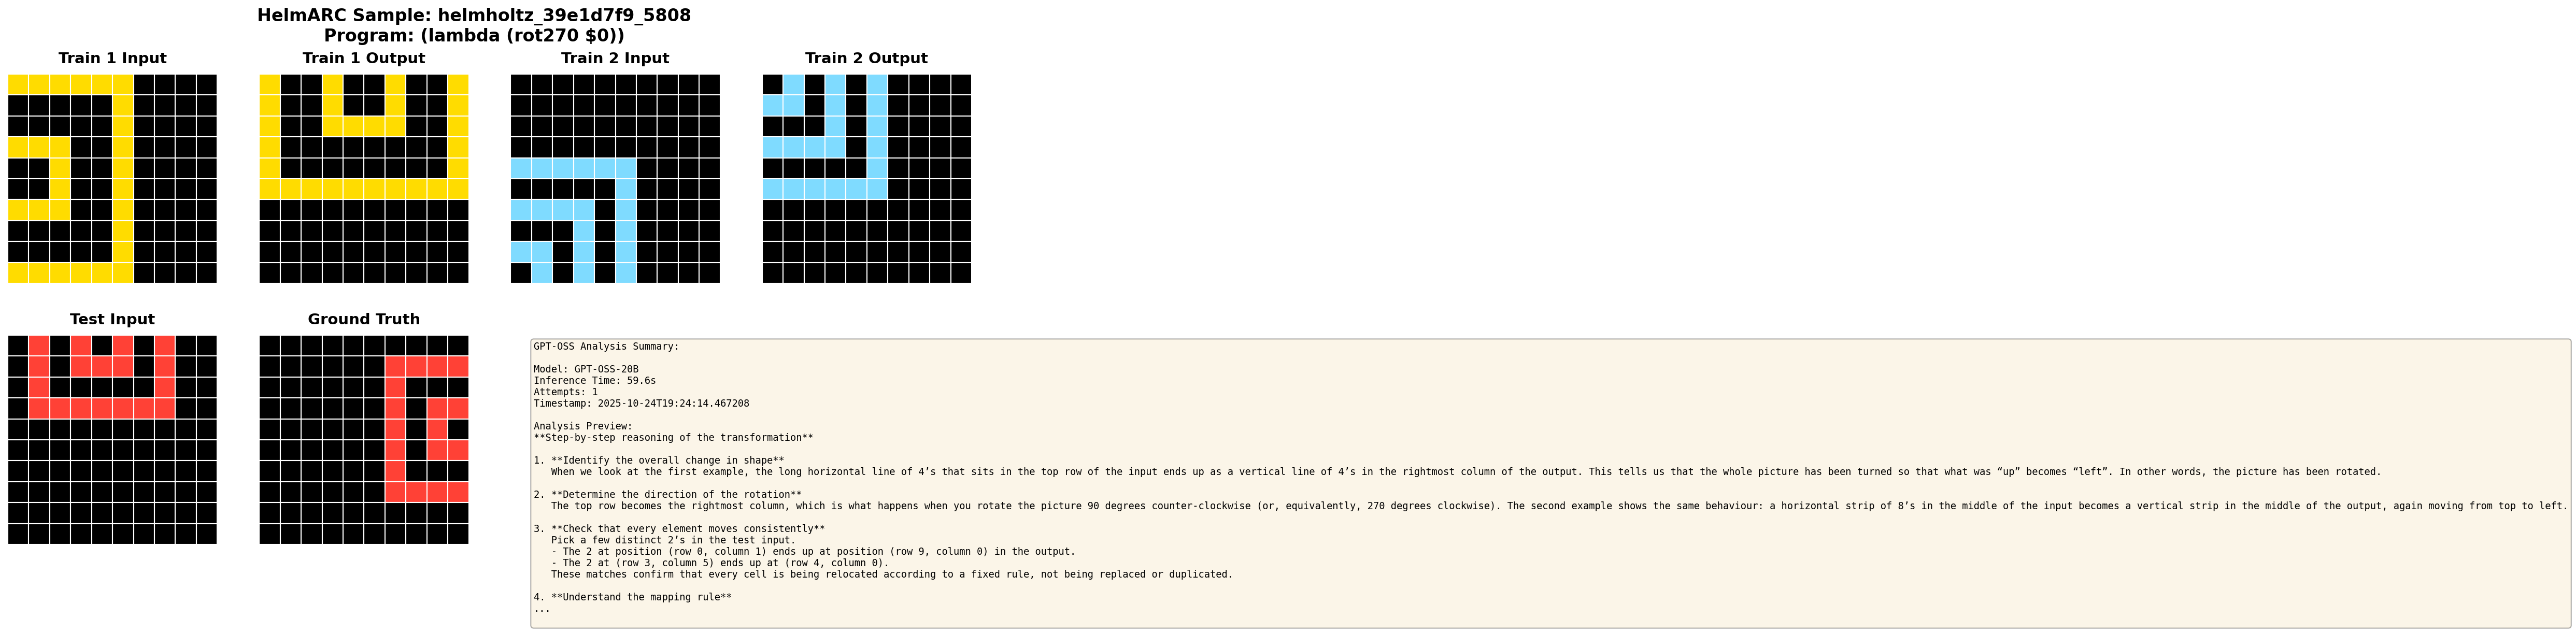 HelmARC Sample: helmholtz_39e1d7f9_5808
Program: (lambda (rot270 $0))
Train 1 Input
Train 1 Output
Train 2 Input
Train 2 Output
Test Input
Ground Truth
GPT-OSS Analysis Summary:
Model: GPT-OSS-20B
Inference Time: 59.6s
Attempts: 1
Timestamp: 2025-10-24T19:24:14.467208
Analysis Preview:
**Step-by-step reasoning of the transformation**
1. **Identify the overall change in shape**
When we look at the first example, the long horizontal line of 4’s that sits in the top row of the input ends up as a vertical line of 4’s in the rightmost column of the output. This tells us that the whole picture has been turned so that what was “up” becomes “left”. In other words, the picture has been rotated.
2. **Determine the direction of the rotation**
The top row becomes the rightmost column, which is what happens when you rotate the picture 90 degrees counter‑clockwise (or, equivalently, 270 degrees clockwise). The second example shows the same behaviour: a horizontal strip of 8’s in the middle of the input becomes a vertical strip in the middle of the output, again moving from top to left.
3. **Check that every element moves consistently**
Pick a few distinct 2’s in the test input.
- The 2 at position (row 0, column 1) ends up at position (row 9, column 0) in the output.
- The 2 at (row 3, column 5) ends up at (row 4, column 0).
These matches confirm that every cell is being relocated according to a fixed rule, not being replaced or duplicated.
4. **Understand the mapping rule**
...